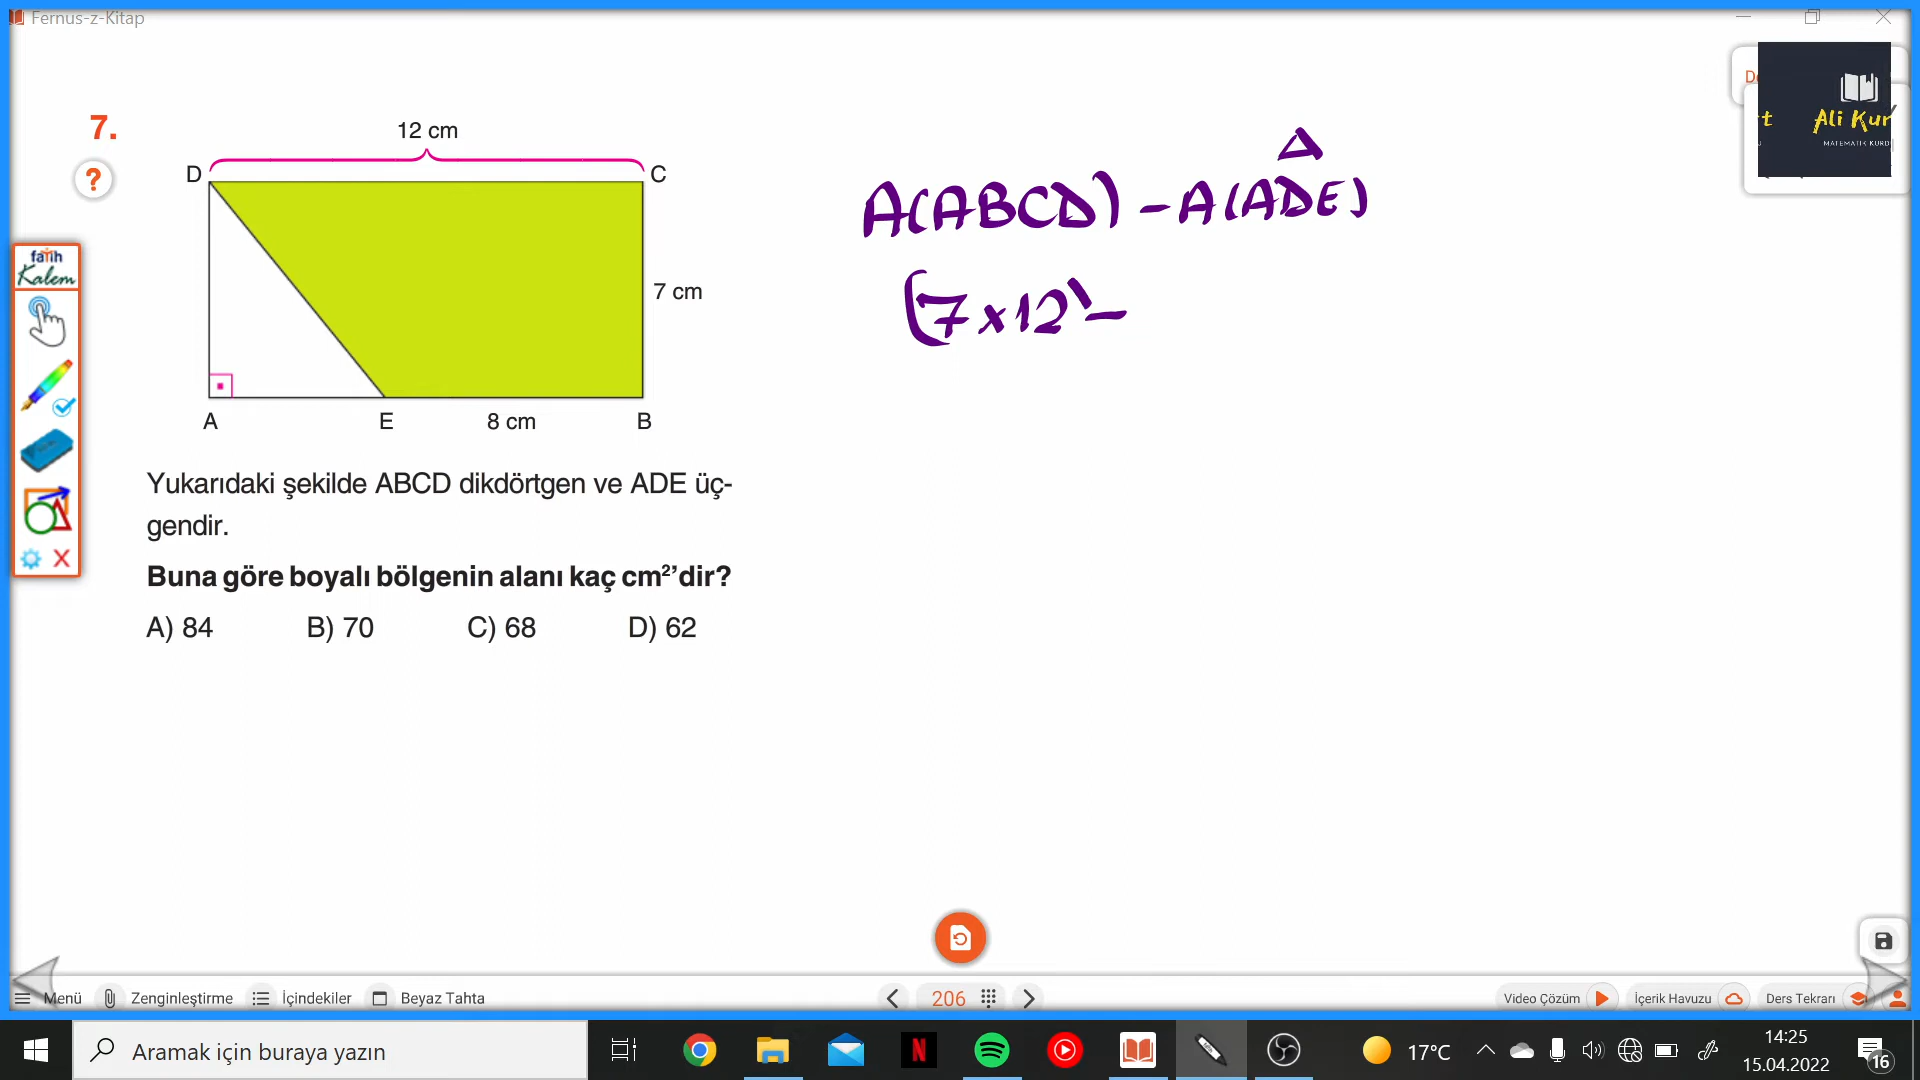 Fernus-z-Kitap
7.
12 cm
D
C
7 cm
A
E
8 cm
B
Yukarıdaki şekilde ABCD dikdörtgen ve ADE üç-
gendir.
Buna göre boyalı bölgenin alanı kaç cm²'dir?
A) 84 B) 70 C) 68 D) 62
A(ABCD) - A(ADE)
(7x12) -
Ali Kur
MATEMATİK KURD
fatih
Kalem
Menü
Zenginleştirme
İçindekiler
Beyaz Tahta
206
Video Çözüm
İçerik Havuzu
Ders Tekrarı
Aramak için buraya yazın
17°C
14:25
15.04.2022
16